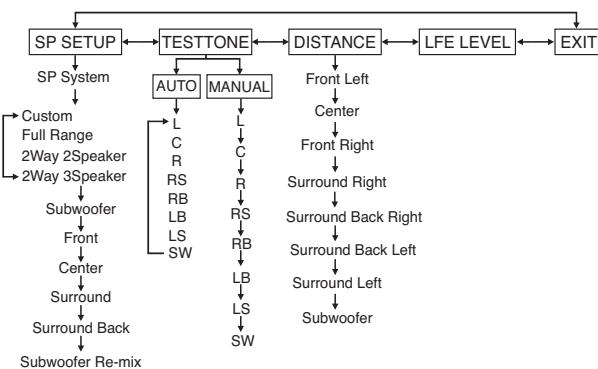 SP SETUP
TESTTONE
DISTANCE
LFE LEVEL
EXIT
SP System
Custom
Full Range
2Way 2Speaker
2Way 3Speaker
Subwoofer
Front
Center
Surround
Surround Back
Subwoofer Re-mix
AUTO
L
C
R
RS
RB
LB
LS
SW
MANUAL
L
C
R
RS
RB
LB
LS
SW
Front Left
Center
Front Right
Surround Right
Surround Back Right
Surround Back Left
Surround Left
Subwoofer